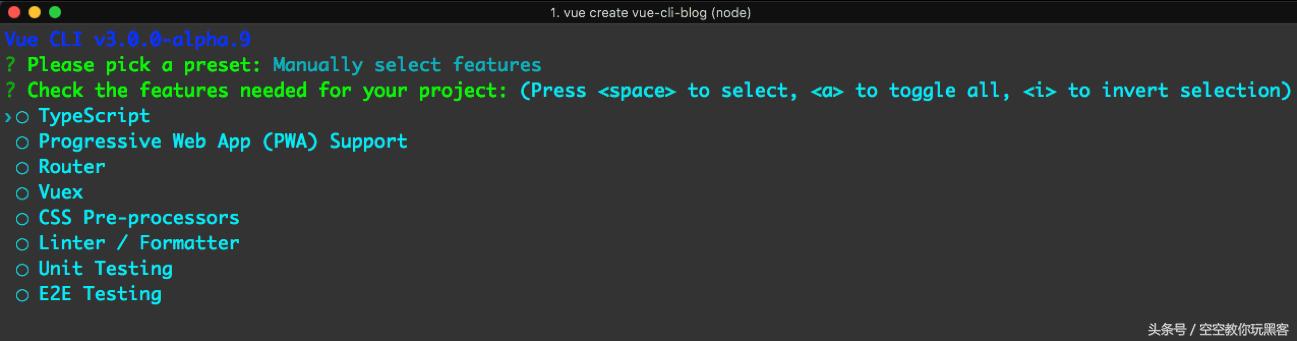 1. vue create vue-cli-blog (node)
Vue CLI v3.0.0-alpha.9
? Please pick a preset: Manually select features
? Check the features needed for your project: (Press <space> to select, <a> to toggle all, <i> to invert selection)
›○ TypeScript
○ Progressive Web App (PWA) Support
○ Router
○ Vuex
○ CSS Pre-processors
○ Linter / Formatter
○ Unit Testing
○ E2E Testing
头条号 / 空空教你玩黑客